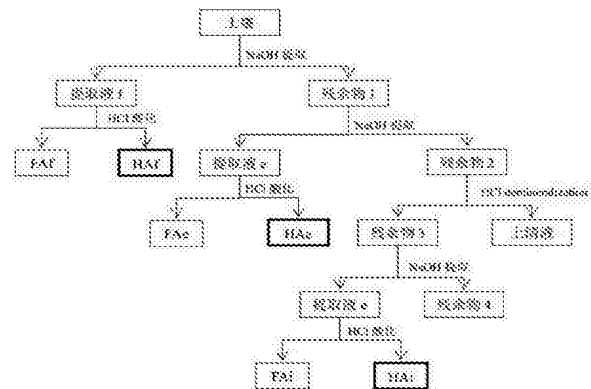 土壤
NaOH 提取
提取液 f
残余物 1
HCl 酸化
NaOH 提取
FAf
HAf
提取液 e
残余物 2
HCl 酸化
HCl demineralization
FAe
HAe
残余物 3
上清液
NaOH 提取
提取液 e
残余物 4
HCl 酸化
FAi
HAi